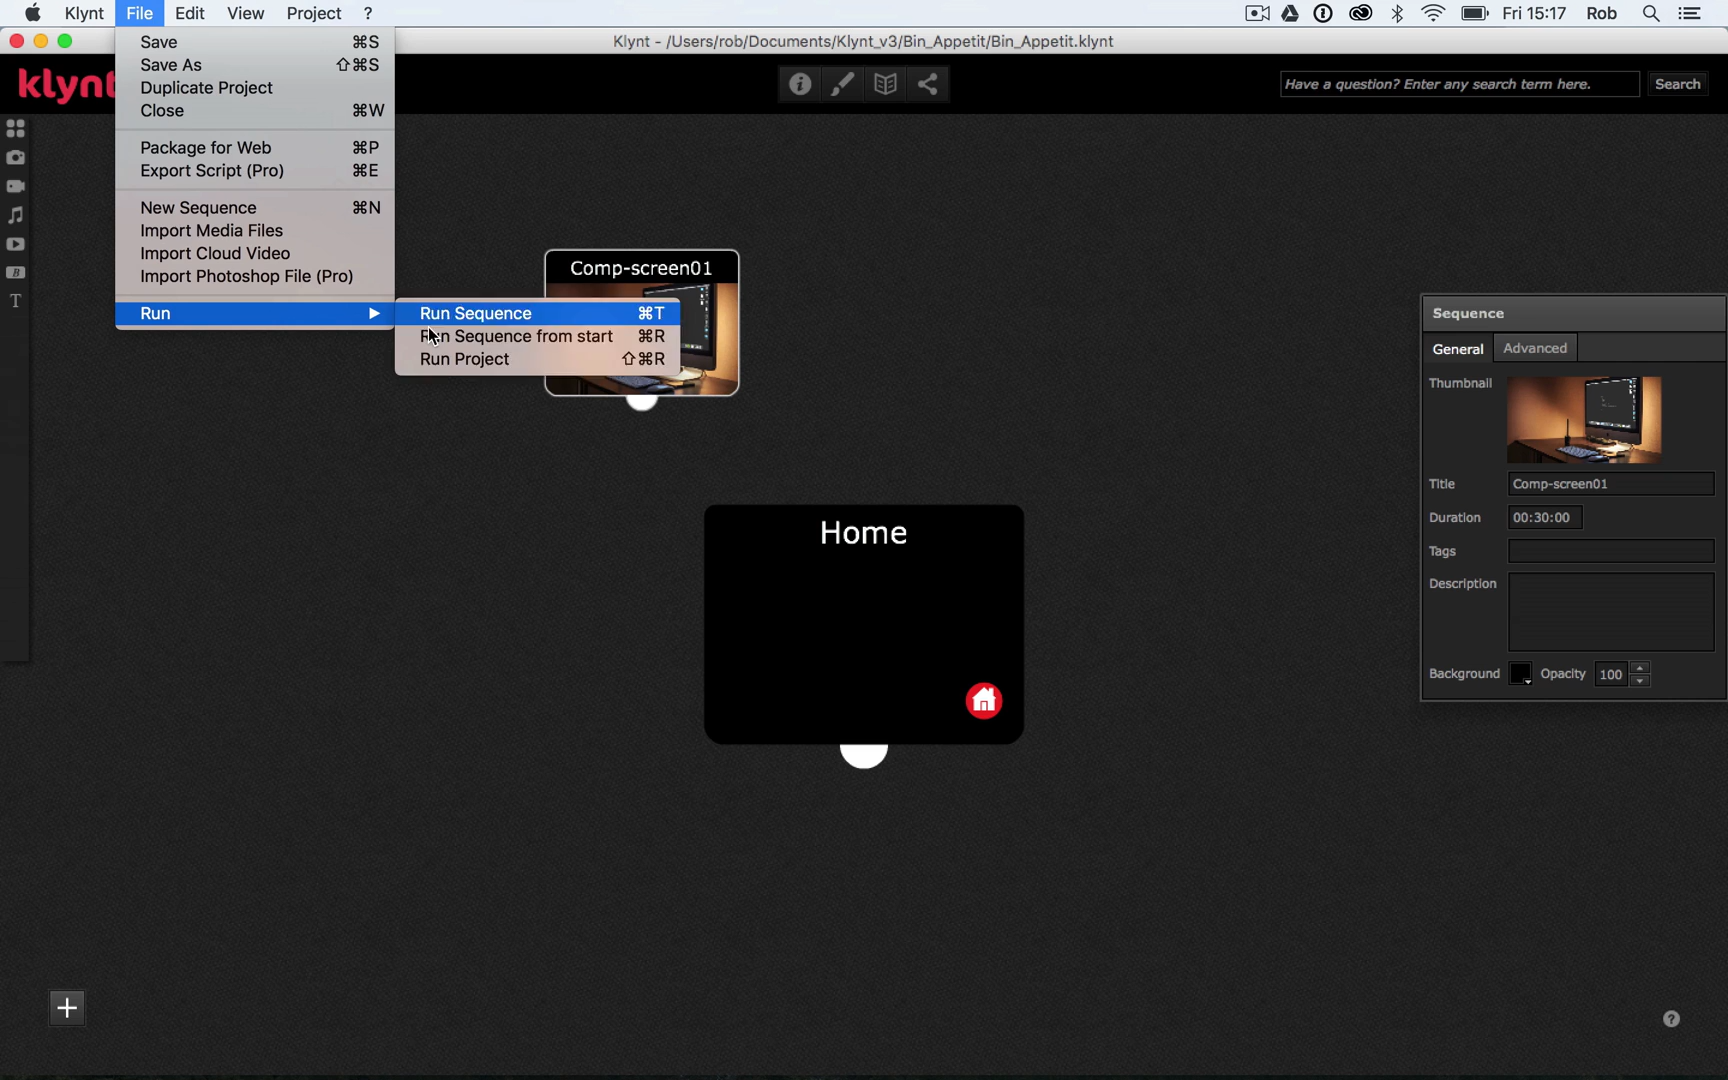 Klynt File Edit View Project ? Fri 15:17 Rob
Klynt - /Users/rob/Documents/Klynt_v3/Bin_Appetit/Bin_Appetit.klynt
klynt
Have a question? Enter any search term here. Search
Save ⌘S
Save As ⇧⌘S
Duplicate Project
Close ⌘W
Package for Web ⌘P
Export Script (Pro) ⌘E
New Sequence ⌘N
Import Media Files
Import Cloud Video
Import Photoshop File (Pro)
Run ▶
Run Sequence ⌘T
Run Sequence from start ⌘R
Run Project ⇧⌘R
B
T
Comp-screen01
Home
Sequence
General Advanced
Thumbnail
Title Comp-screen01
Duration 00:30:00
Tags
Description
Background Opacity 100
+
?